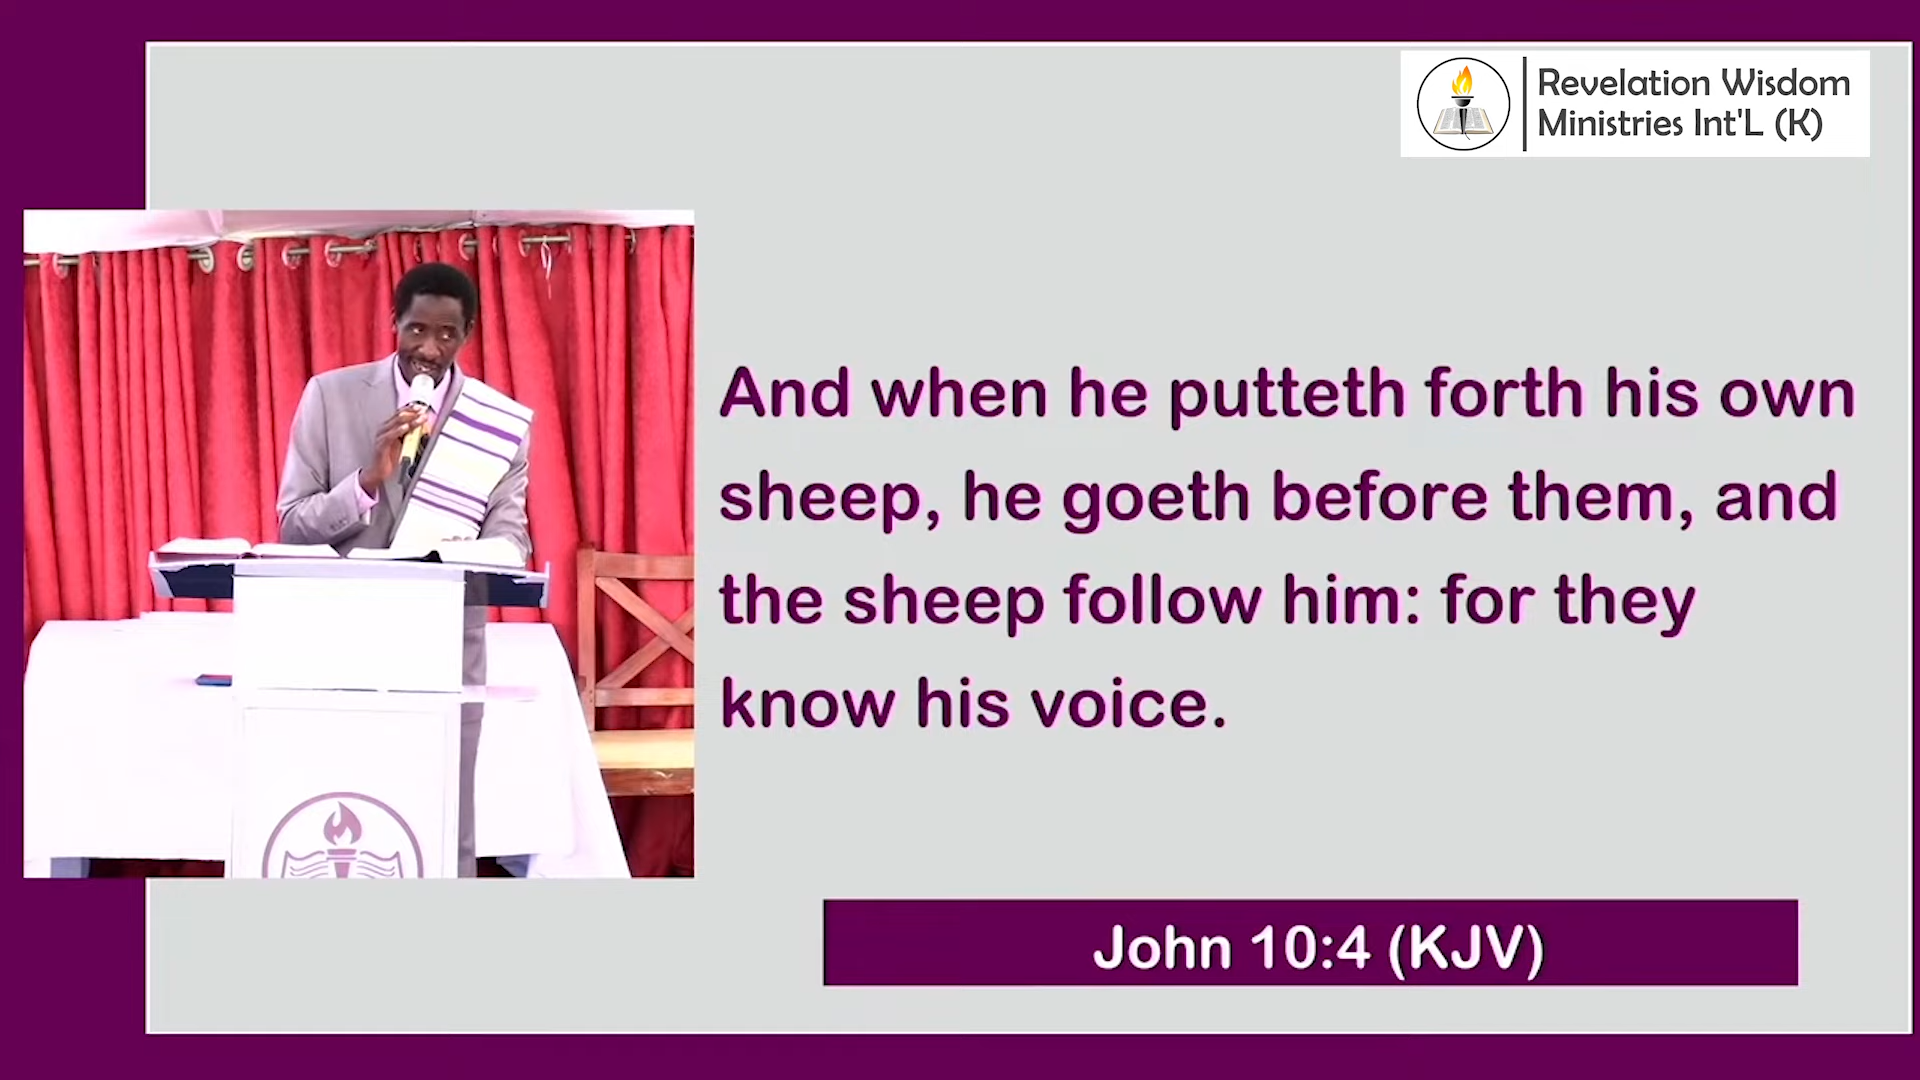 Revelation Wisdom
Ministries Int'L (K)
And when he putteth forth his own
sheep, he goeth before them, and
the sheep follow him: for they
know his voice.
John 10:4 (KJV)